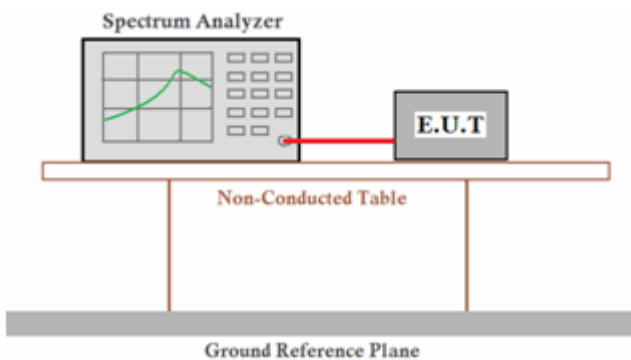 Spectrum Analyzer
E.U.T
Non-Conducted Table
Ground Reference Plane